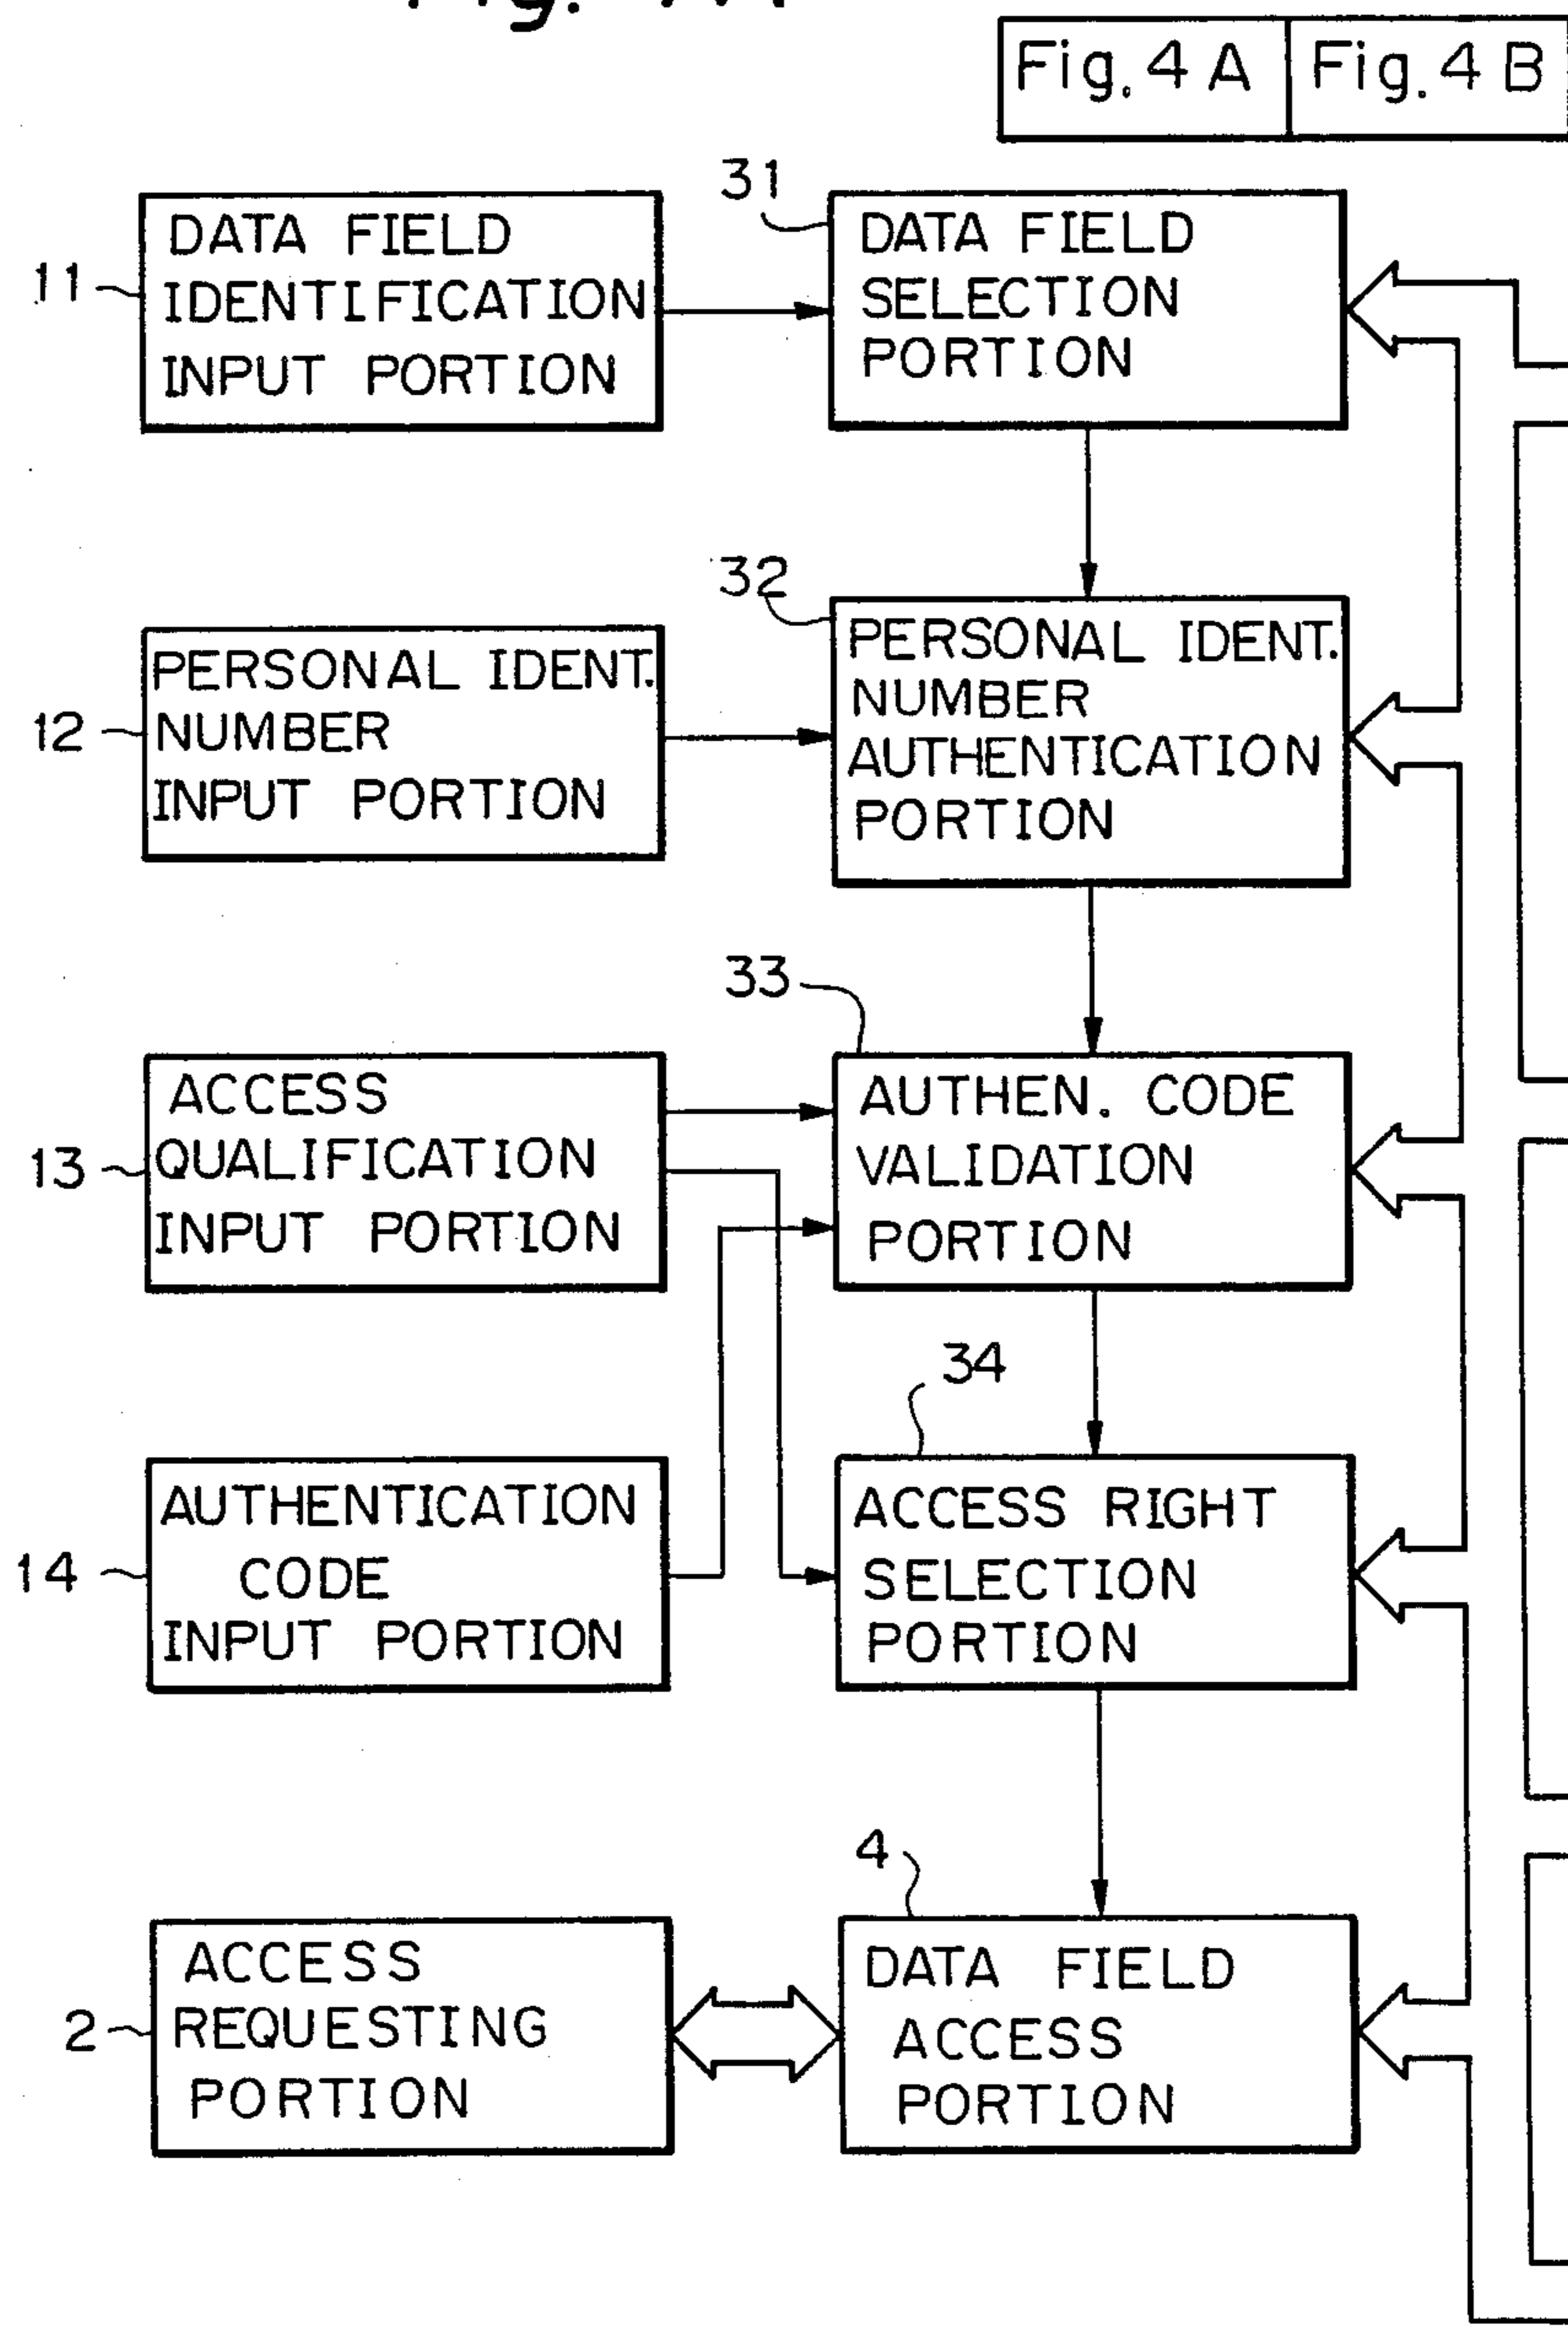 Fig. 4A
Fig. 4 A
Fig. 4 B
31
DATA FIELD
IDENTIFICATION
INPUT PORTION
11
DATA FIELD
SELECTION
PORTION
32
PERSONAL IDENT.
NUMBER
INPUT PORTION
12
PERSONAL IDENT.
NUMBER
AUTHENTICATION
PORTION
33
ACCESS
QUALIFICATION
INPUT PORTION
13
AUTHEN. CODE
VALIDATION
PORTION
34
AUTHENTICATION
CODE
INPUT PORTION
14
ACCESS RIGHT
SELECTION
PORTION
4
ACCESS
REQUESTING
PORTION
2
DATA FIELD
ACCESS
PORTION